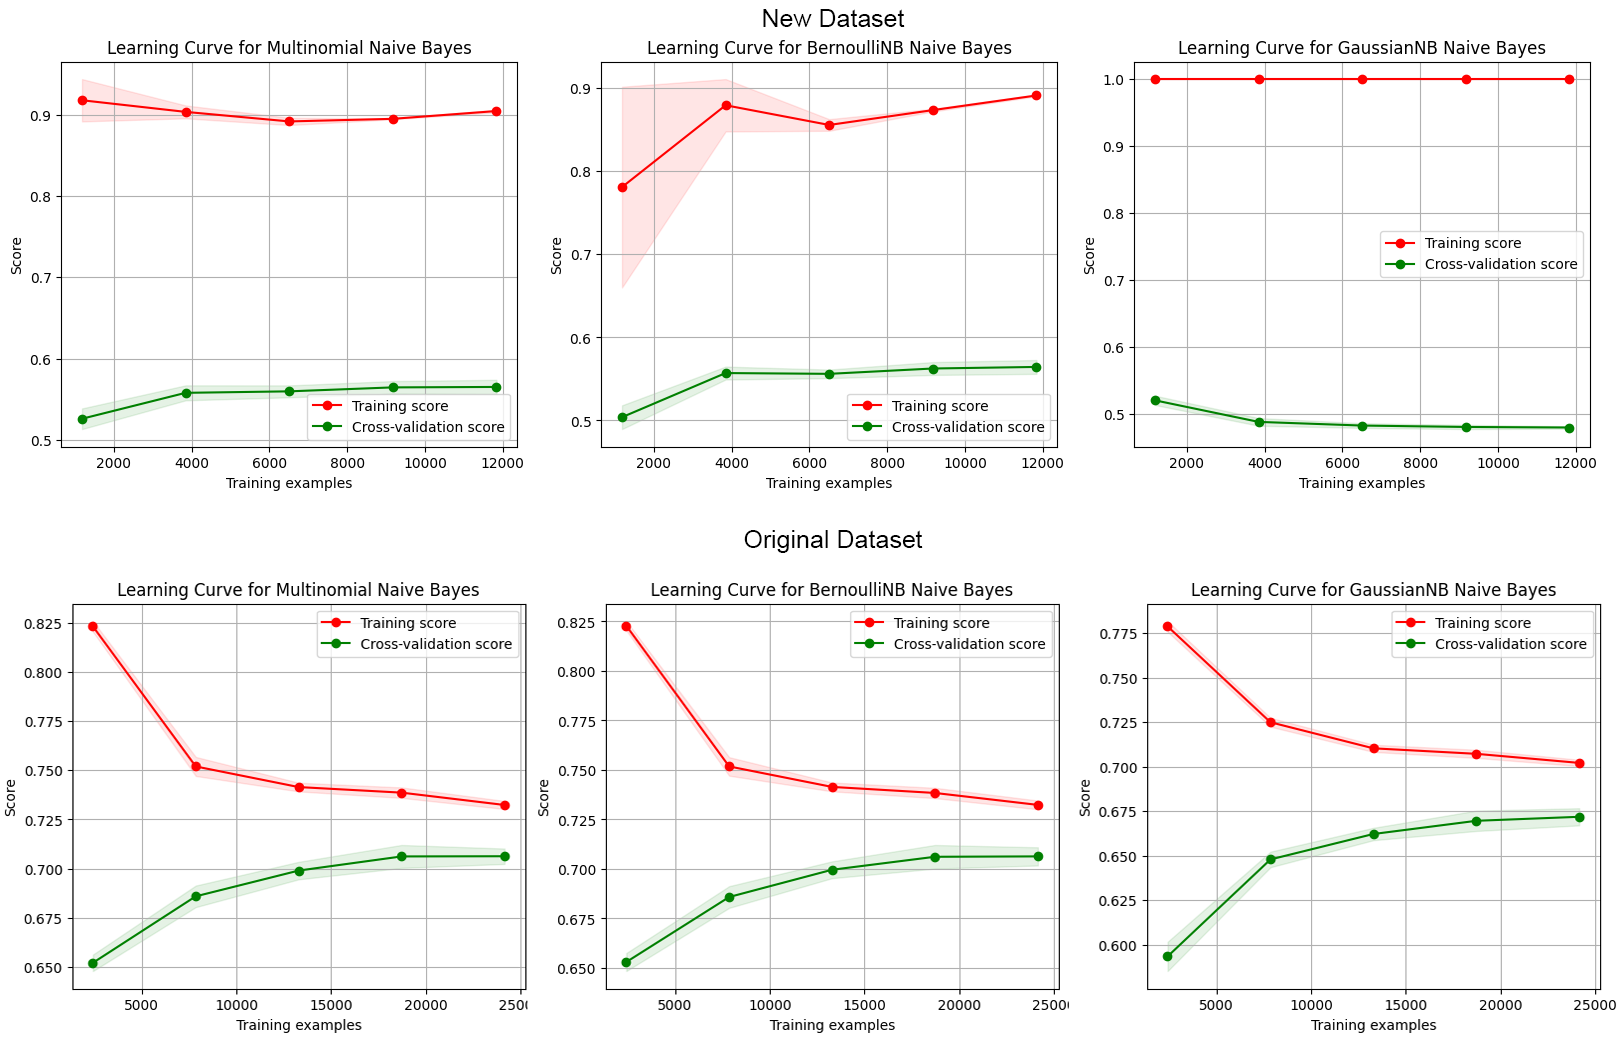 New Dataset
Learning Curve for Multinomial Naive Bayes
Score
0.9
0.8
0.7
0.6
0.5
Training score
Cross-validation score
2000 4000 6000 8000 10000 12000
Training examples
Learning Curve for BernoulliNB Naive Bayes
Score
0.9
0.8
0.7
0.6
0.5
Training score
Cross-validation score
2000 4000 6000 8000 10000 12000
Training examples
Learning Curve for GaussianNB Naive Bayes
Score
1.0
0.9
0.8
0.7
0.6
0.5
Training score
Cross-validation score
2000 4000 6000 8000 10000 12000
Training examples
Original Dataset
Learning Curve for Multinomial Naive Bayes
Score
0.825
0.800
0.775
0.750
0.725
0.700
0.675
0.650
Training score
Cross-validation score
5000 10000 15000 20000 2500
Training examples
Learning Curve for BernoulliNB Naive Bayes
Score
0.825
0.800
0.775
0.750
0.725
0.700
0.675
0.650
Training score
Cross-validation score
5000 10000 15000 20000 2500
Training examples
Learning Curve for GaussianNB Naive Bayes
Score
0.775
0.750
0.725
0.700
0.675
0.650
0.625
0.600
Training score
Cross-validation score
5000 10000 15000 20000 25000
Training examples